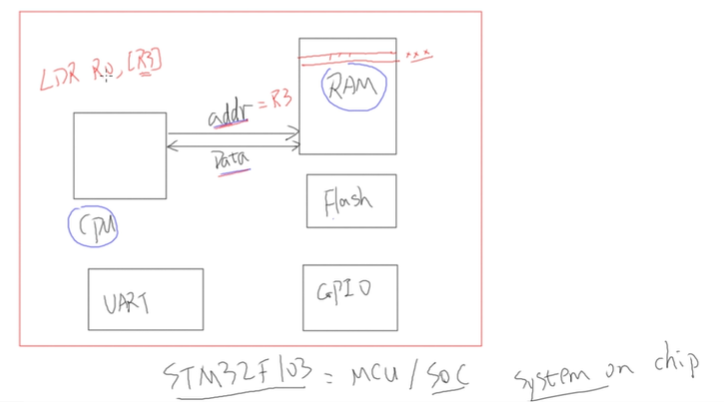 LDR R0, [R3]
***
RAM
addr = R3
Data
Flash
CPU
UART
GPIO
STM32F103 = MCU / SOC system on chip